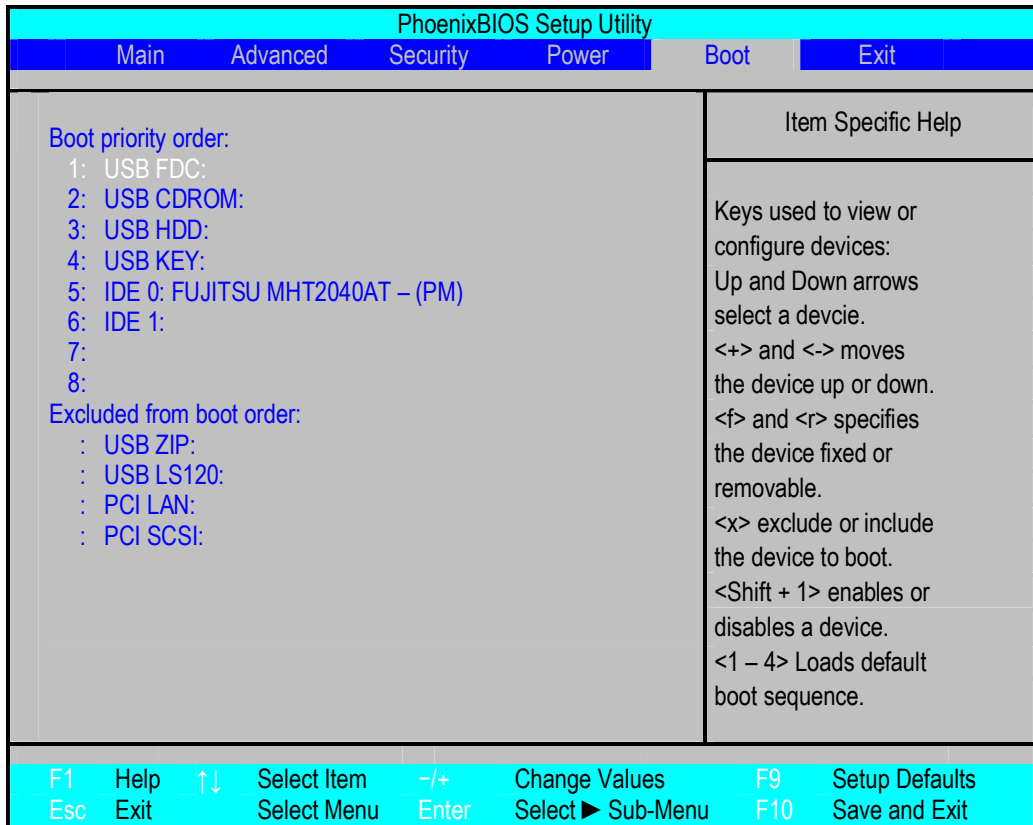 PhoenixBIOS Setup Utility
Main Advanced Security Power Boot Exit
Boot priority order:
1: USB FDC:
2: USB CDROM:
3: USB HDD:
4: USB KEY:
5: IDE 0: FUJITSU MHT2040AT – (PM)
6: IDE 1:
7:
8:
Excluded from boot order:
: USB ZIP:
: USB LS120:
: PCI LAN:
: PCI SCSI:
Item Specific Help
Keys used to view or
configure devices:
Up and Down arrows
select a devcie.
<+> and <-> moves
the device up or down.
<f> and <r> specifies
the device fixed or
removable.
<x> exclude or include
the device to boot.
<Shift + 1> enables or
disables a device.
<1 – 4> Loads default
boot sequence.
F1 Help ↑↓ Select Item −/+ Change Values F9 Setup Defaults
Esc Exit Select Menu Enter Select ► Sub-Menu F10 Save and Exit